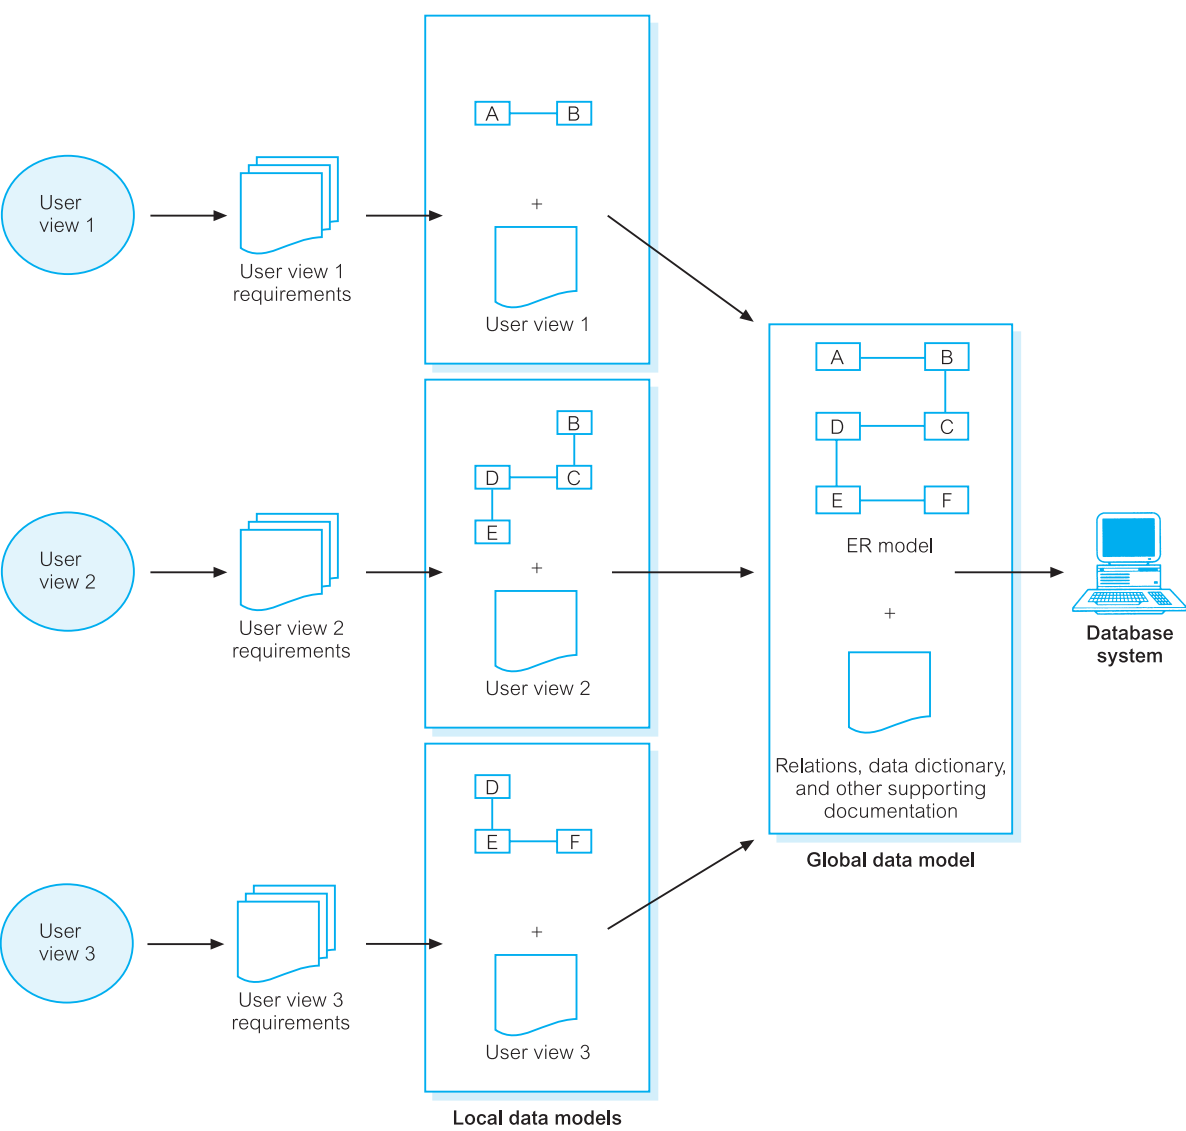 A
B
+
User
view 1
User view 1
requirements
User view 1
A
B
D
C
E
F
ER model
+
Relations, data dictionary,
and other supporting
documentation
Global data model
B
D
C
E
+
User
view 2
User view 2
requirements
User view 2
Database
system
D
E
F
+
User
view 3
User view 3
requirements
User view 3
Local data models